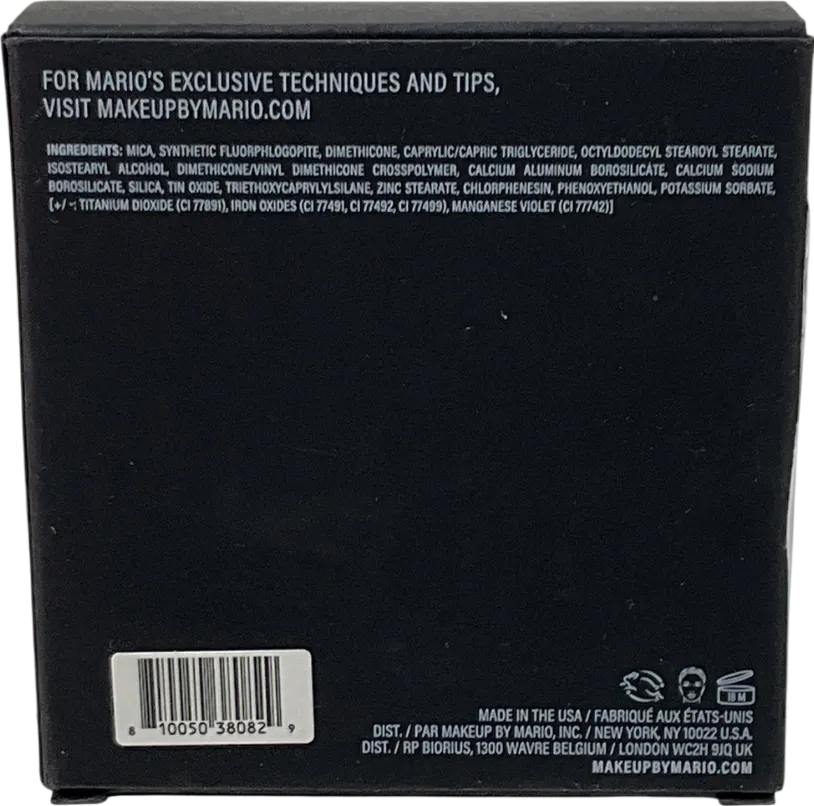 FOR MARIO'S EXCLUSIVE TECHNIQUES AND TIPS,
VISIT MAKEUPBYMARIO.COM
INGREDIENTS: MICA, SYNTHETIC FLUORPHLOGOPITE, DIMETHICONE, CAPRYLIC/CAPRIC TRIGLYCERIDE, OCTYLDODECYL STEAROYL STEARATE,
ISOSTEARYL ALCOHOL, DIMETHICONE/VINYL DIMETHICONE CROSSPOLYMER, CALCIUM ALUMINUM BOROSILICATE, CALCIUM SODIUM
BOROSILICATE, SILICA, TIN OXIDE, TRIETHOXYCAPRYLYLSILANE, ZINC STEARATE, CHLORPHENESIN, PHENOXYETHANOL, POTASSIUM SORBATE,
[+/-: TITANIUM DIOXIDE (CI 77891), IRON OXIDES (CI 77491, CI 77492, CI 77499), MANGANESE VIOLET (CI 77742)]
8 10050 38082 9
18 M
MADE IN THE USA / FABRIQUÉ AUX ÉTATS-UNIS
DIST. / PAR MAKEUP BY MARIO, INC. / NEW YORK, NY 10022 U.S.A.
DIST. / RP BIORIUS, 1300 WAVRE BELGIUM / LONDON WC2H 9JQ UK
MAKEUPBYMARIO.COM